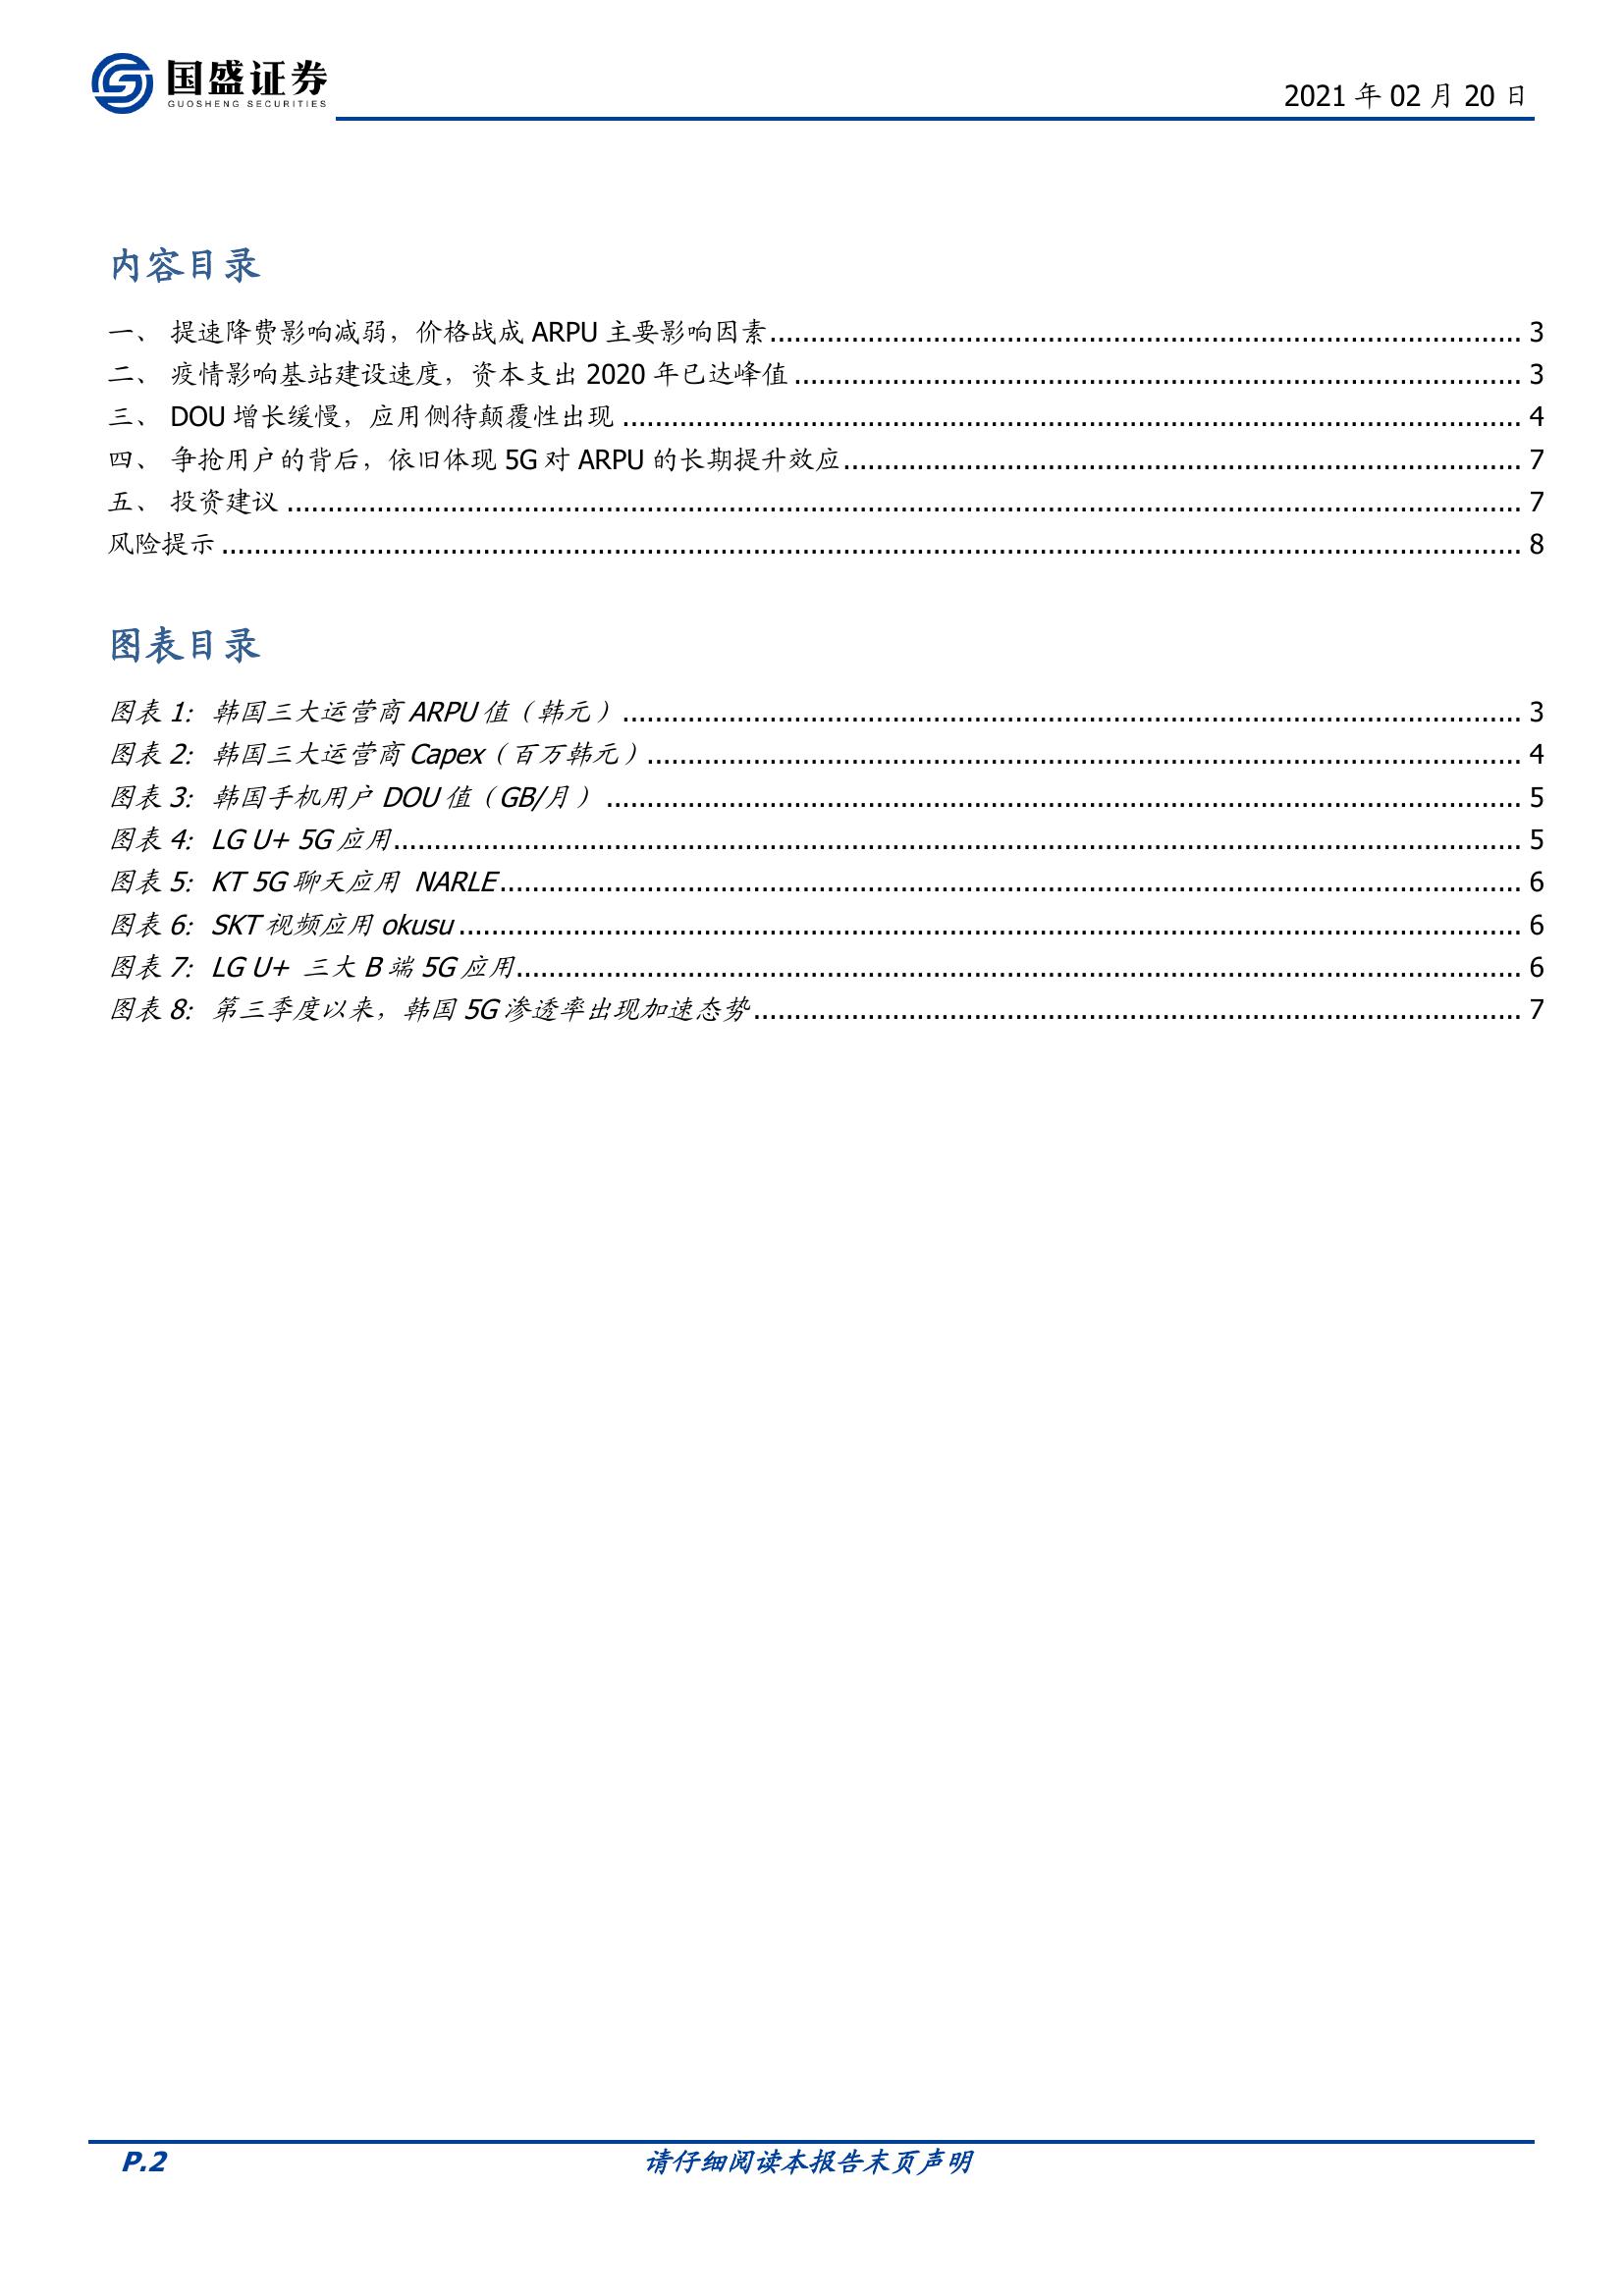 国盛证券
GUOSHENG SECURITIES
2021 年 02 月 20 日
内容目录
一、 提速降费影响减弱，价格战成 ARPU 主要影响因素 3
二、 疫情影响基站建设速度，资本支出 2020 年已达峰值 3
三、 DOU 增长缓慢，应用侧待颠覆性出现 4
四、 争抢用户的背后，依旧体现 5G 对 ARPU 的长期提升效应 7
五、 投资建议 7
风险提示 8
图表目录
图表 1: 韩国三大运营商 ARPU 值（韩元） 3
图表 2: 韩国三大运营商 Capex（百万韩元） 4
图表 3: 韩国手机用户 DOU 值（GB/月） 5
图表 4: LG U+ 5G 应用 5
图表 5: KT 5G 聊天应用 NARLE 6
图表 6: SKT 视频应用 okusu 6
图表 7: LG U+ 三大 B 端 5G 应用 6
图表 8: 第三季度以来，韩国 5G 渗透率出现加速态势 7
P.2
请仔细阅读本报告末页声明